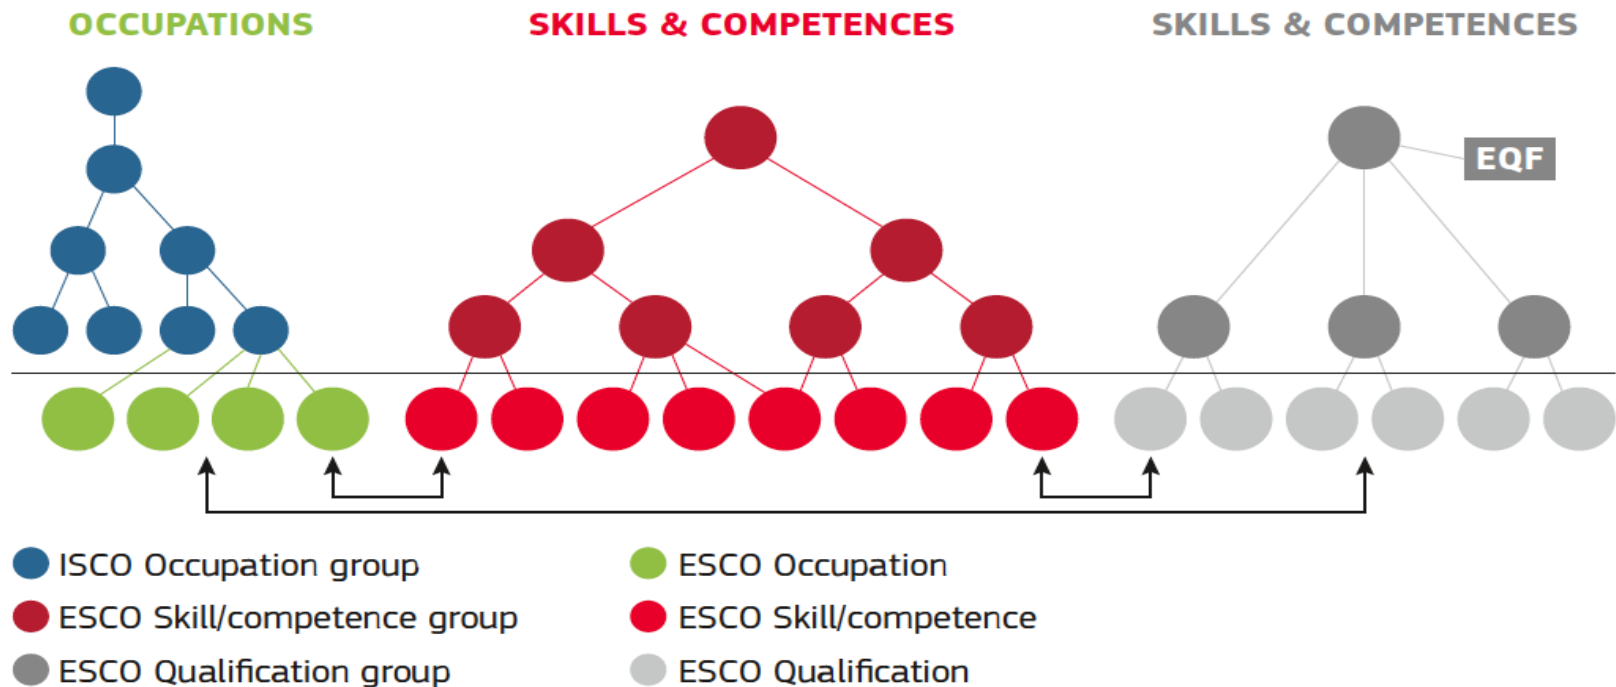 OCCUPATIONS
SKILLS & COMPETENCES
SKILLS & COMPETENCES
EQF
ISCO Occupation group
ESCO Occupation
ESCO Skill/competence group
ESCO Skill/competence
ESCO Qualification group
ESCO Qualification